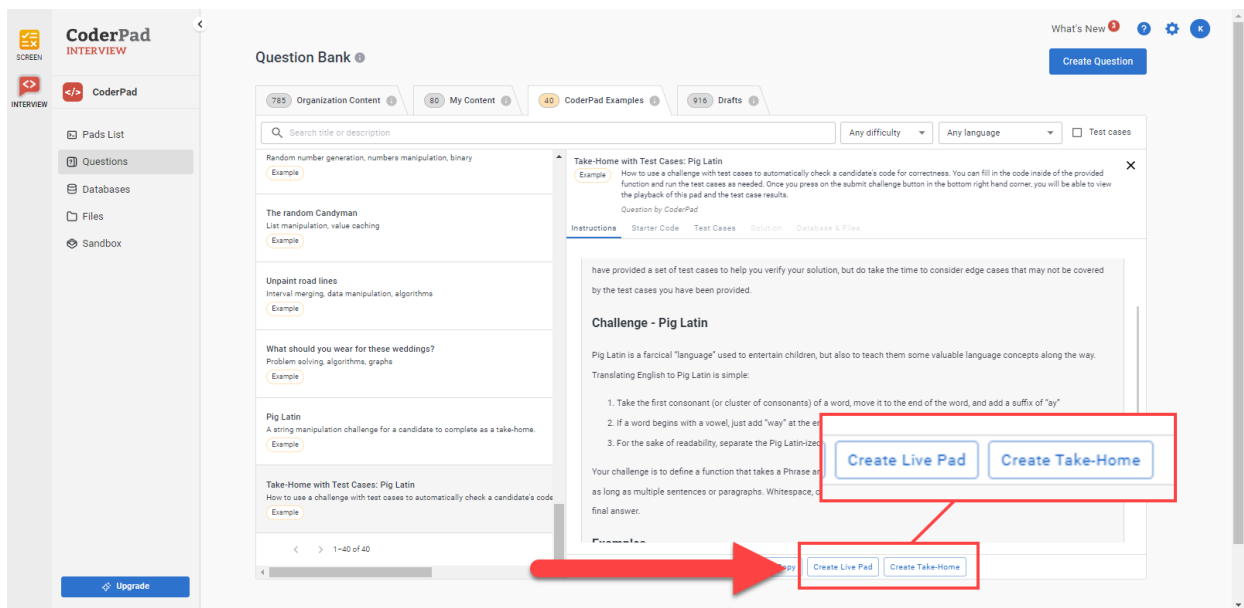 SCREEN
INTERVIEW
CoderPad
INTERVIEW
CoderPad
Pads List
Questions
Databases
Files
Sandbox
Upgrade
What's New 3
K
Question Bank
Create Question
785 Organization Content
80 My Content
40 CoderPad Examples
916 Drafts
Search title or description
Any difficulty
Any language
Test cases
Random number generation, numbers manipulation, binary
Example
The random Candyman
List manipulation, value caching
Example
Unpaint road lines
Interval merging, data manipulation, algorithms
Example
What should you wear for these weddings?
Problem solving, algorithms, graphs
Example
Pig Latin
A string manipulation challenge for a candidate to complete as a take-home.
Example
Take-Home with Test Cases: Pig Latin
How to use a challenge with test cases to automatically check a candidate's code
Example
1-40 of 40
Take-Home with Test Cases: Pig Latin
Example
How to use a challenge with test cases to automatically check a candidate's code for correctness. You can fill in the code inside of the provided
function and run the test cases as needed. Once you press on the submit challenge button in the bottom right hand corner, you will be able to view
the playback of this pad and the test case results.
Question by CoderPad
Instructions Starter Code Test Cases Solution Database & Files
have provided a set of test cases to help you verify your solution, but do take the time to consider edge cases that may not be covered
by the test cases you have been provided.
Challenge - Pig Latin
Pig Latin is a farcical "language" used to entertain children, but also to teach them some valuable language concepts along the way.
Translating English to Pig Latin is simple:
1. Take the first consonant (or cluster of consonants) of a word, move it to the end of the word, and add a suffix of "ay"
2. If a word begins with a vowel, just add "way" at the
3. For the sake of readability, separate the Pig Latin-ized
Your challenge is to define a function that takes a Phrase
as long as multiple sentences or paragraphs. Whitespace,
final answer.
Examples
Create Live Pad
Create Take-Home
Create Live Pad
Create Take-Home